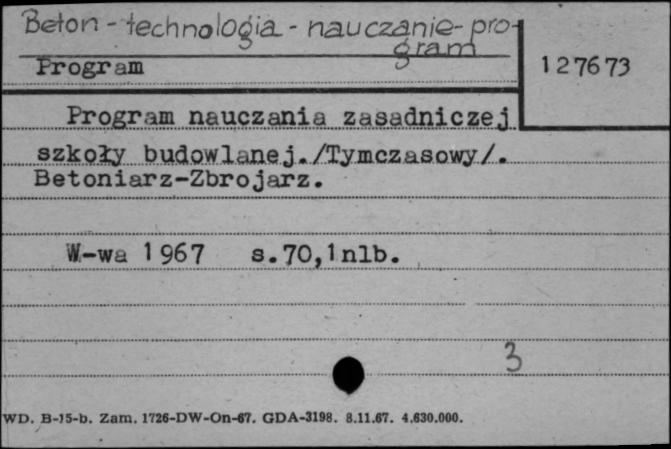 Beton - technologia - nauczanie - pro-
gram
Program
127673
Program nauczania zasadniczej
szkoły budowlanej./Tymczasowy/.
Betoniarz-Zbrojarz.
W-wa 1967 s.70,1nlb.
3
WD. B-15-b. Zam. 1726-DW-On-67. GDA-3198. 8.11.67. 4.630.000.